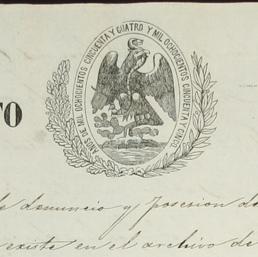 TO
AÑOS DE MIL OCHOCIENTOS CINCUENTA Y CUATRO Y MIL OCHOCIENTOS CINCUENTA Y CINCO.
de denuncio y posesion de
existe en el archivo de